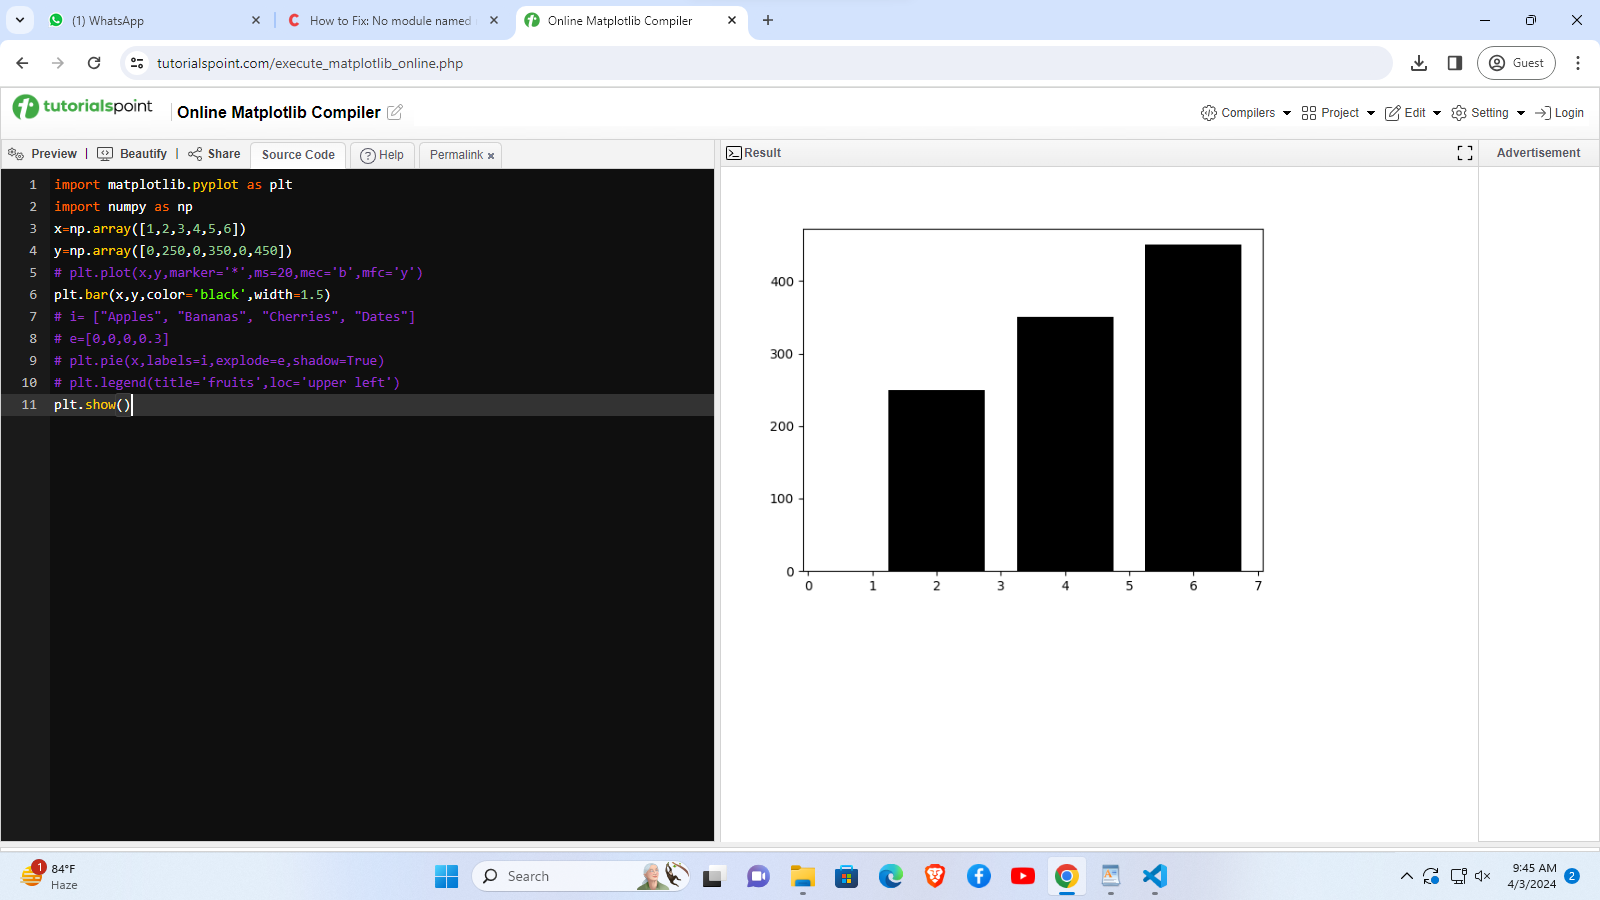 (1) WhatsApp
How to Fix: No module named
Online Matplotlib Compiler
tutorialspoint.com/execute_matplotlib_online.php
Guest
tutorialspoint
Online Matplotlib Compiler
Compilers
Project
Edit
Setting
Login
Preview
Beautify
Share
Source Code
Help
Permalink
Result
Advertisement
1 import matplotlib.pyplot as plt
2 import numpy as np
3 x=np.array([1,2,3,4,5,6])
4 y=np.array([0,250,0,350,0,450])
5 # plt.plot(x,y,marker='*',ms=20,mec='b',mfc='y')
6 plt.bar(x,y,color='black',width=1.5)
7 # i= ["Apples", "Bananas", "Cherries", "Dates"]
8 # e=[0,0,0,0.3]
9 # plt.pie(x,labels=i,explode=e,shadow=True)
10 # plt.legend(title='fruits',loc='upper left')
11 plt.show()
400
300
200
100
0
0 1 2 3 4 5 6 7
1
84°F
Haze
Search
9:45 AM
4/3/2024
2